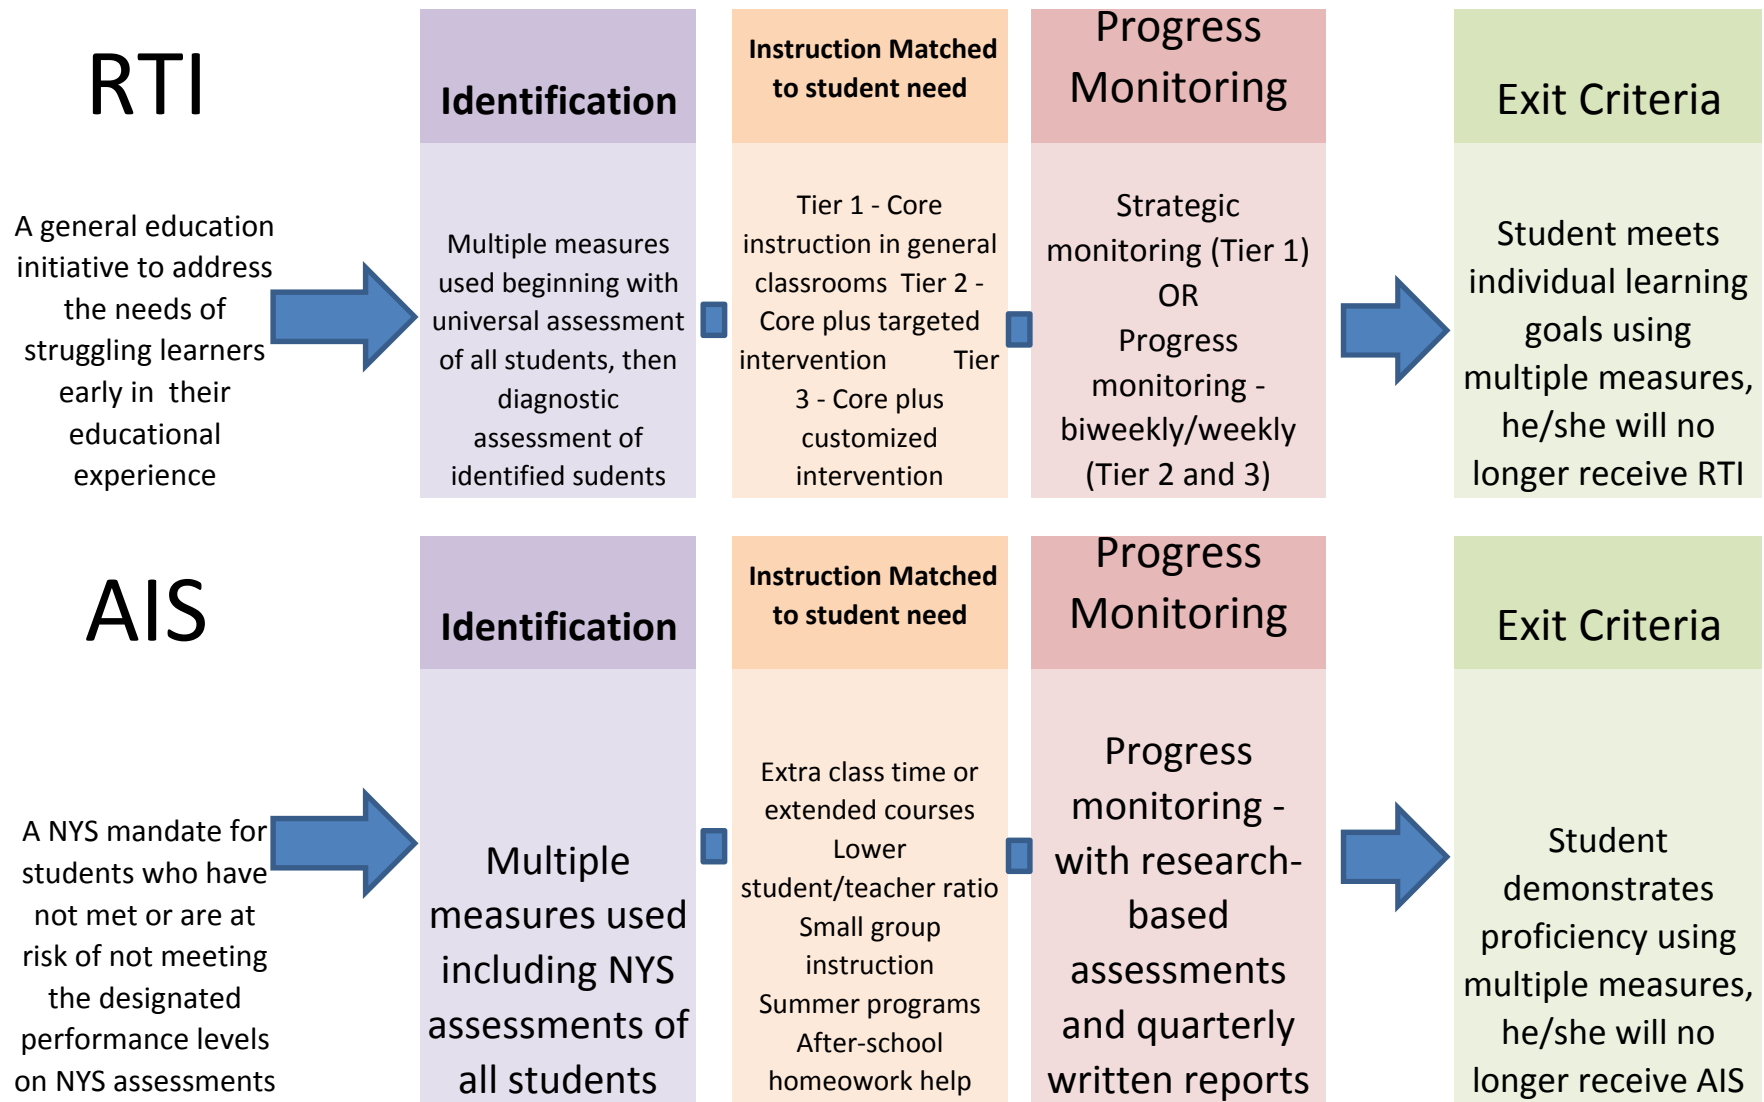 RTI
A general education
initiative to address
the needs of
struggling learners
early in their
educational
experience
Identification
Multiple measures
used beginning with
universal assessment
of all students, then
diagnostic
assessment of
identified sudents
Instruction Matched
to student need
Tier 1 - Core
instruction in general
classrooms Tier 2 -
Core plus targeted
intervention Tier
3 - Core plus
customized
intervention
Progress
Monitoring
Strategic
monitoring (Tier 1)
OR
Progress
monitoring -
biweekly/weekly
(Tier 2 and 3)
Exit Criteria
Student meets
individual learning
goals using
multiple measures,
he/she will no
longer receive RTI
AIS
A NYS mandate for
students who have
not met or are at
risk of not meeting
the designated
performance levels
on NYS assessments
Identification
Multiple
measures used
including NYS
assessments of
all students
Instruction Matched
to student need
Extra class time or
extended courses
Lower
student/teacher ratio
Small group
instruction
Summer programs
After-school
homeowork help
Progress
Monitoring
Progress
monitoring -
with research-
based
assessments
and quarterly
written reports
Exit Criteria
Student
demonstrates
proficiency using
multiple measures,
he/she will no
longer receive AIS